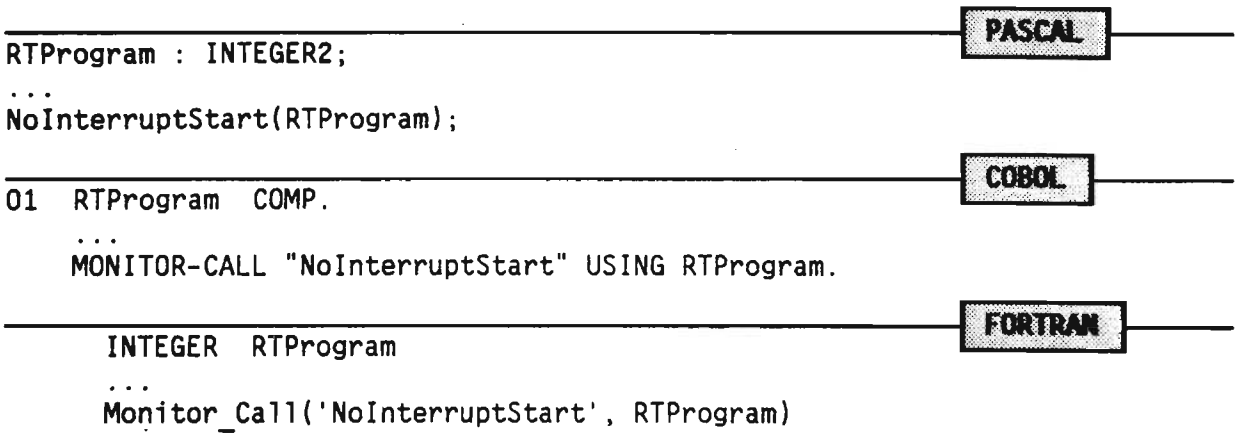 PASCAL
RTProgram : INTEGER2;
...
NoInterruptStart(RTProgram);
COBOL
01 RTProgram COMP.
...
MONITOR-CALL "NoInterruptStart" USING RTProgram.
FORTRAN
INTEGER RTProgram
...
Monitor_Call('NoInterruptStart', RTProgram)